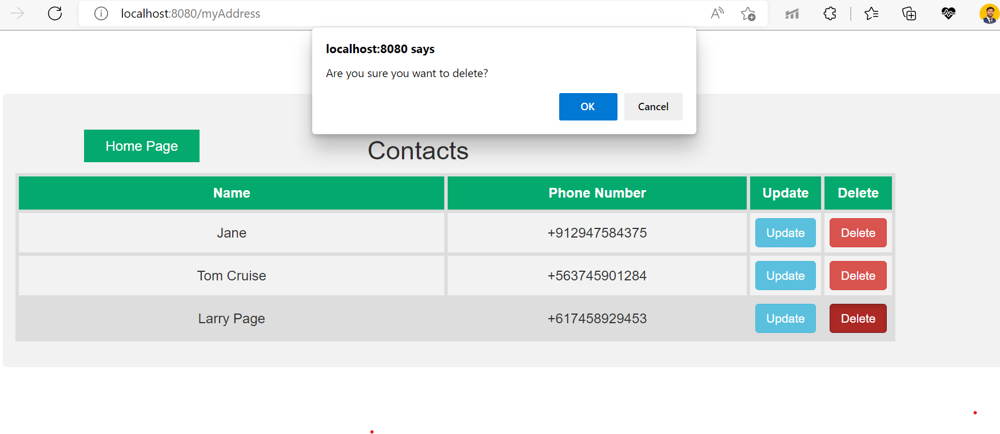 localhost:8080/myAddress
localhost:8080 says
Are you sure you want to delete?
OK Cancel
Home Page
Contacts
Name Phone Number Update Delete
Jane +912947584375 Update Delete
Tom Cruise +563745901284 Update Delete
Larry Page +617458929453 Update Delete